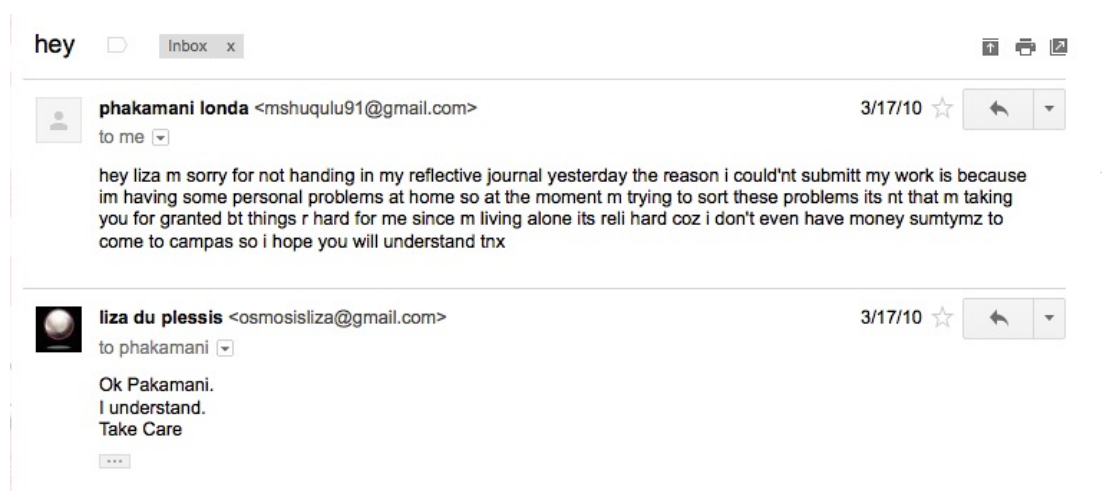 hey
Inbox x
phakamani londa <mshuqulu91@gmail.com>
3/17/10
to me
hey liza m sorry for not handing in my reflective journal yesterday the reason i could'nt submitt my work is because
im having some personal problems at home so at the moment m trying to sort these problems its nt that m taking
you for granted bt things r hard for me since m living alone its reli hard coz i don't even have money sumtymz to
come to campas so i hope you will understand tnx
liza du plessis <osmosisliza@gmail.com>
3/17/10
to phakamani
Ok Pakamani.
I understand.
Take Care
...